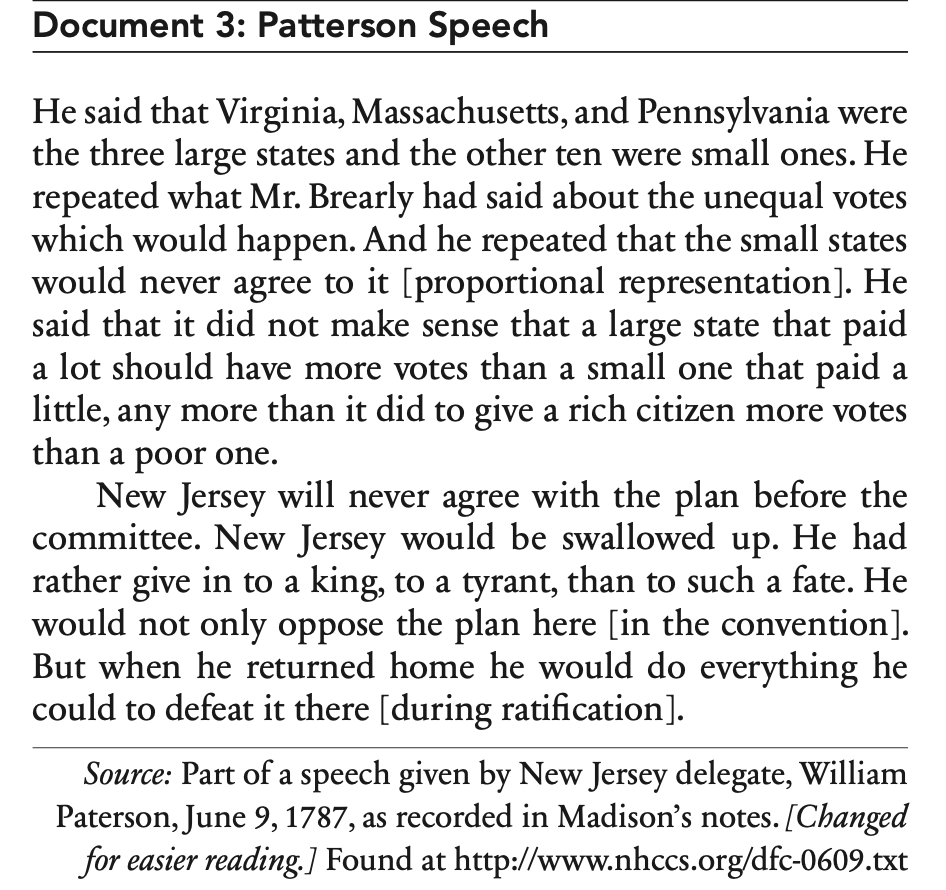 Document 3: Patterson Speech
He said that Virginia, Massachusetts, and Pennsylvania were
the three large states and the other ten were small ones. He
repeated what Mr. Brearly had said about the unequal votes
which would happen. And he repeated that the small states
would never agree to it [proportional representation]. He
said that it did not make sense that a large state that paid
a lot should have more votes than a small one that paid a
little, any more than it did to give a rich citizen more votes
than a poor one.
New Jersey will never agree with the plan before the
committee. New Jersey would be swallowed up. He had
rather give in to a king, to a tyrant, than to such a fate. He
would not only oppose the plan here [in the convention].
But when he returned home he would do everything he
could to defeat it there [during ratification].
Source: Part of a speech given by New Jersey delegate, William
Paterson, June 9, 1787, as recorded in Madison's notes. [Changed
for easier reading.] Found at http://www.nhccs.org/dfc-0609.txt